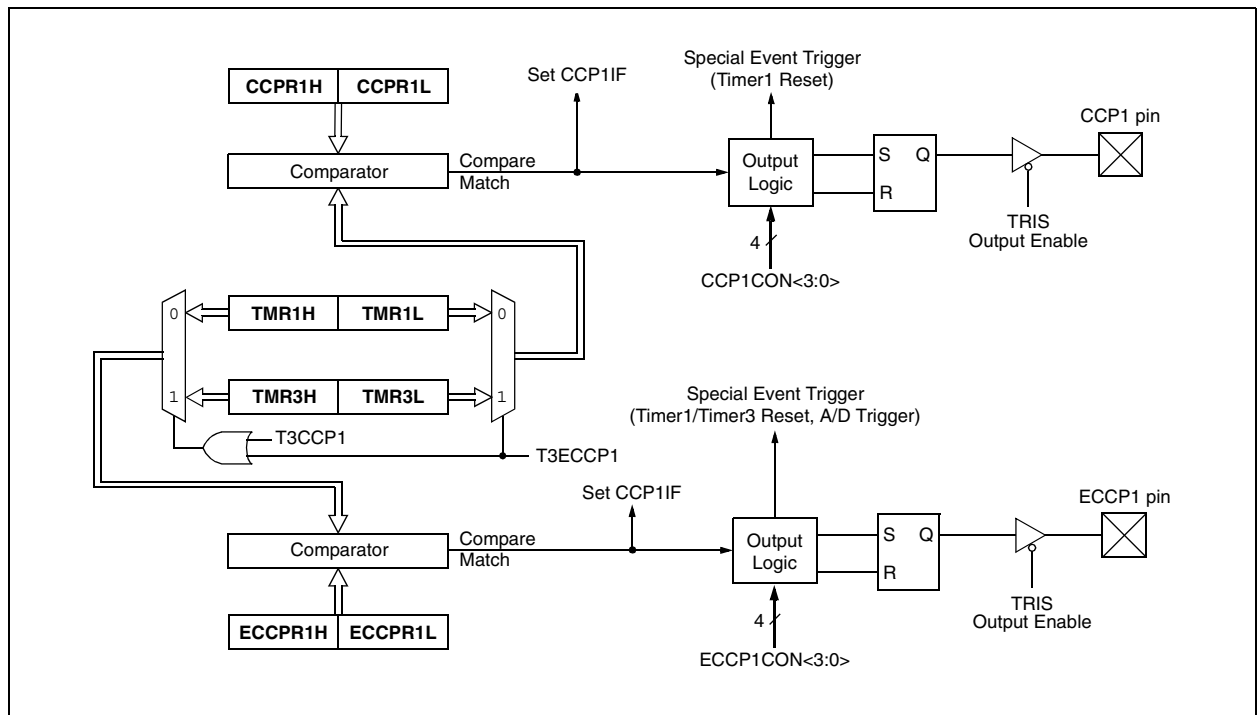 CCPR1H CCPR1L
Comparator
Compare
Match
Set CCP1IF
Special Event Trigger
(Timer1 Reset)
Output
Logic
4
CCP1CON<3:0>
S Q
R
TRIS
Output Enable
CCP1 pin
0
TMR1H TMR1L
0
1
TMR3H TMR3L
1
T3CCP1
T3ECCP1
Comparator
Compare
Match
ECCPR1H ECCPR1L
Set CCP1IF
Special Event Trigger
(Timer1/Timer3 Reset, A/D Trigger)
Output
Logic
4
ECCP1CON<3:0>
S Q
R
TRIS
Output Enable
ECCP1 pin